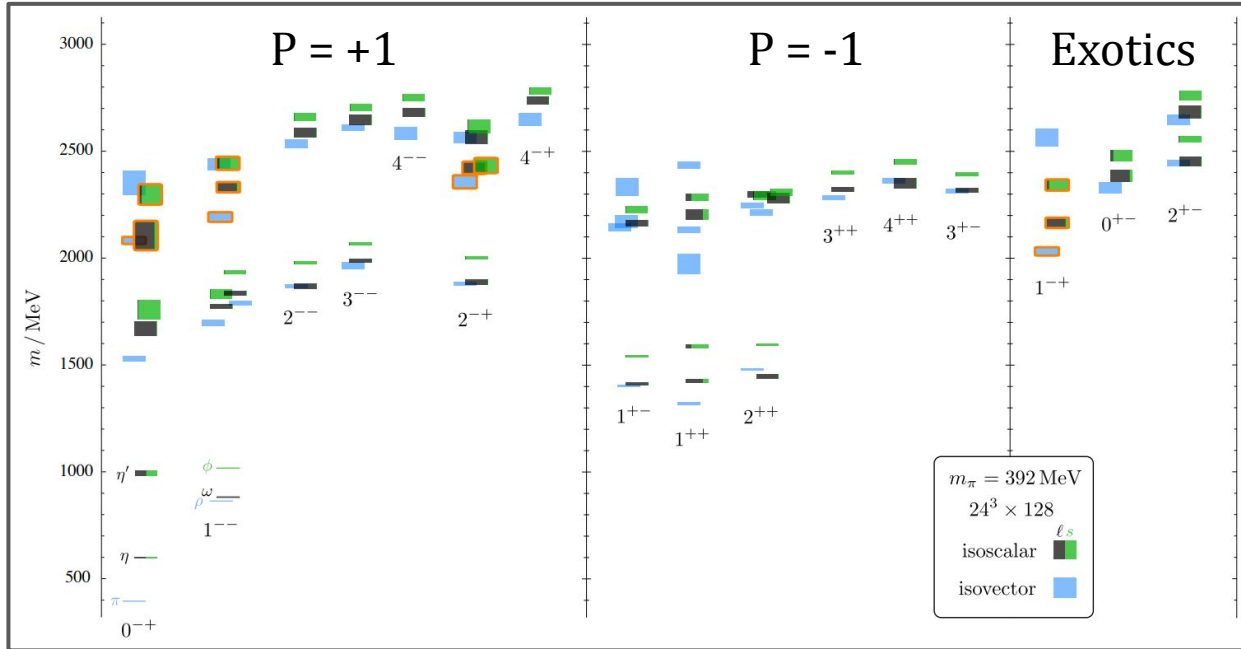 P = +1
P = -1
Exotics
3000
2500
2000
1500
1000
500
m / MeV
4⁻⁻
4⁻⁺
2⁻⁻
3⁻⁻
2⁻⁺
η′
ϕ
ω
ρ
1⁻⁻
η
π
0⁻⁺
3⁺⁺
4⁺⁺
3⁺⁻
1⁺⁻
1⁺⁺
2⁺⁺
1⁻⁺
0⁺⁻
2⁺⁻
mπ = 392 MeV
24³ × 128
ℓ s
isoscalar
isovector